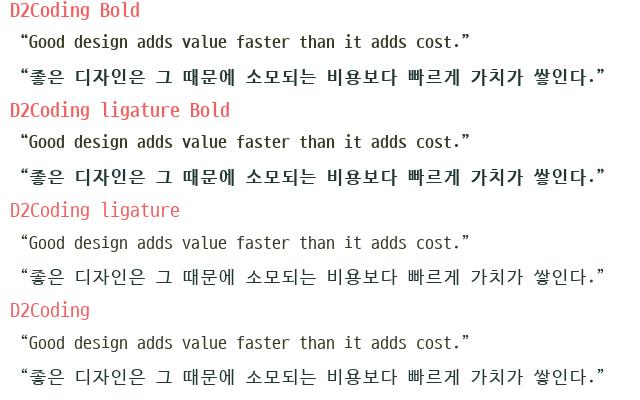 D2Coding Bold
“Good design adds value faster than it adds cost.”
“좋은 디자인은 그 때문에 소모되는 비용보다 빠르게 가치가 쌓인다.”
D2Coding ligature Bold
“Good design adds value faster than it adds cost.”
“좋은 디자인은 그 때문에 소모되는 비용보다 빠르게 가치가 쌓인다.”
D2Coding ligature
“Good design adds value faster than it adds cost.”
“좋은 디자인은 그 때문에 소모되는 비용보다 빠르게 가치가 쌓인다.”
D2Coding
“Good design adds value faster than it adds cost.”
“좋은 디자인은 그 때문에 소모되는 비용보다 빠르게 가치가 쌓인다.”